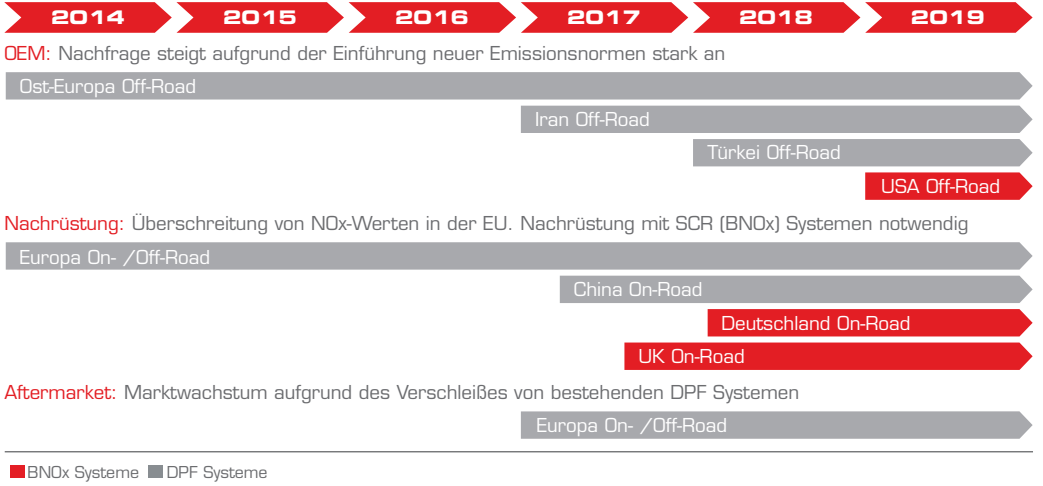 2014 2015 2016 2017 2018 2019
OEM: Nachfrage steigt aufgrund der Einführung neuer Emissionsnormen stark an
Ost-Europa Off-Road
Iran Off-Road
Türkei Off-Road
USA Off-Road
Nachrüstung: Überschreitung von NOx-Werten in der EU. Nachrüstung mit SCR (BNOx) Systemen notwendig
Europa On- /Off-Road
China On-Road
Deutschland On-Road
UK On-Road
Aftermarket: Marktwachstum aufgrund des Verschleißes von bestehenden DPF Systemen
Europa On- /Off-Road
BNOx Systeme DPF Systeme